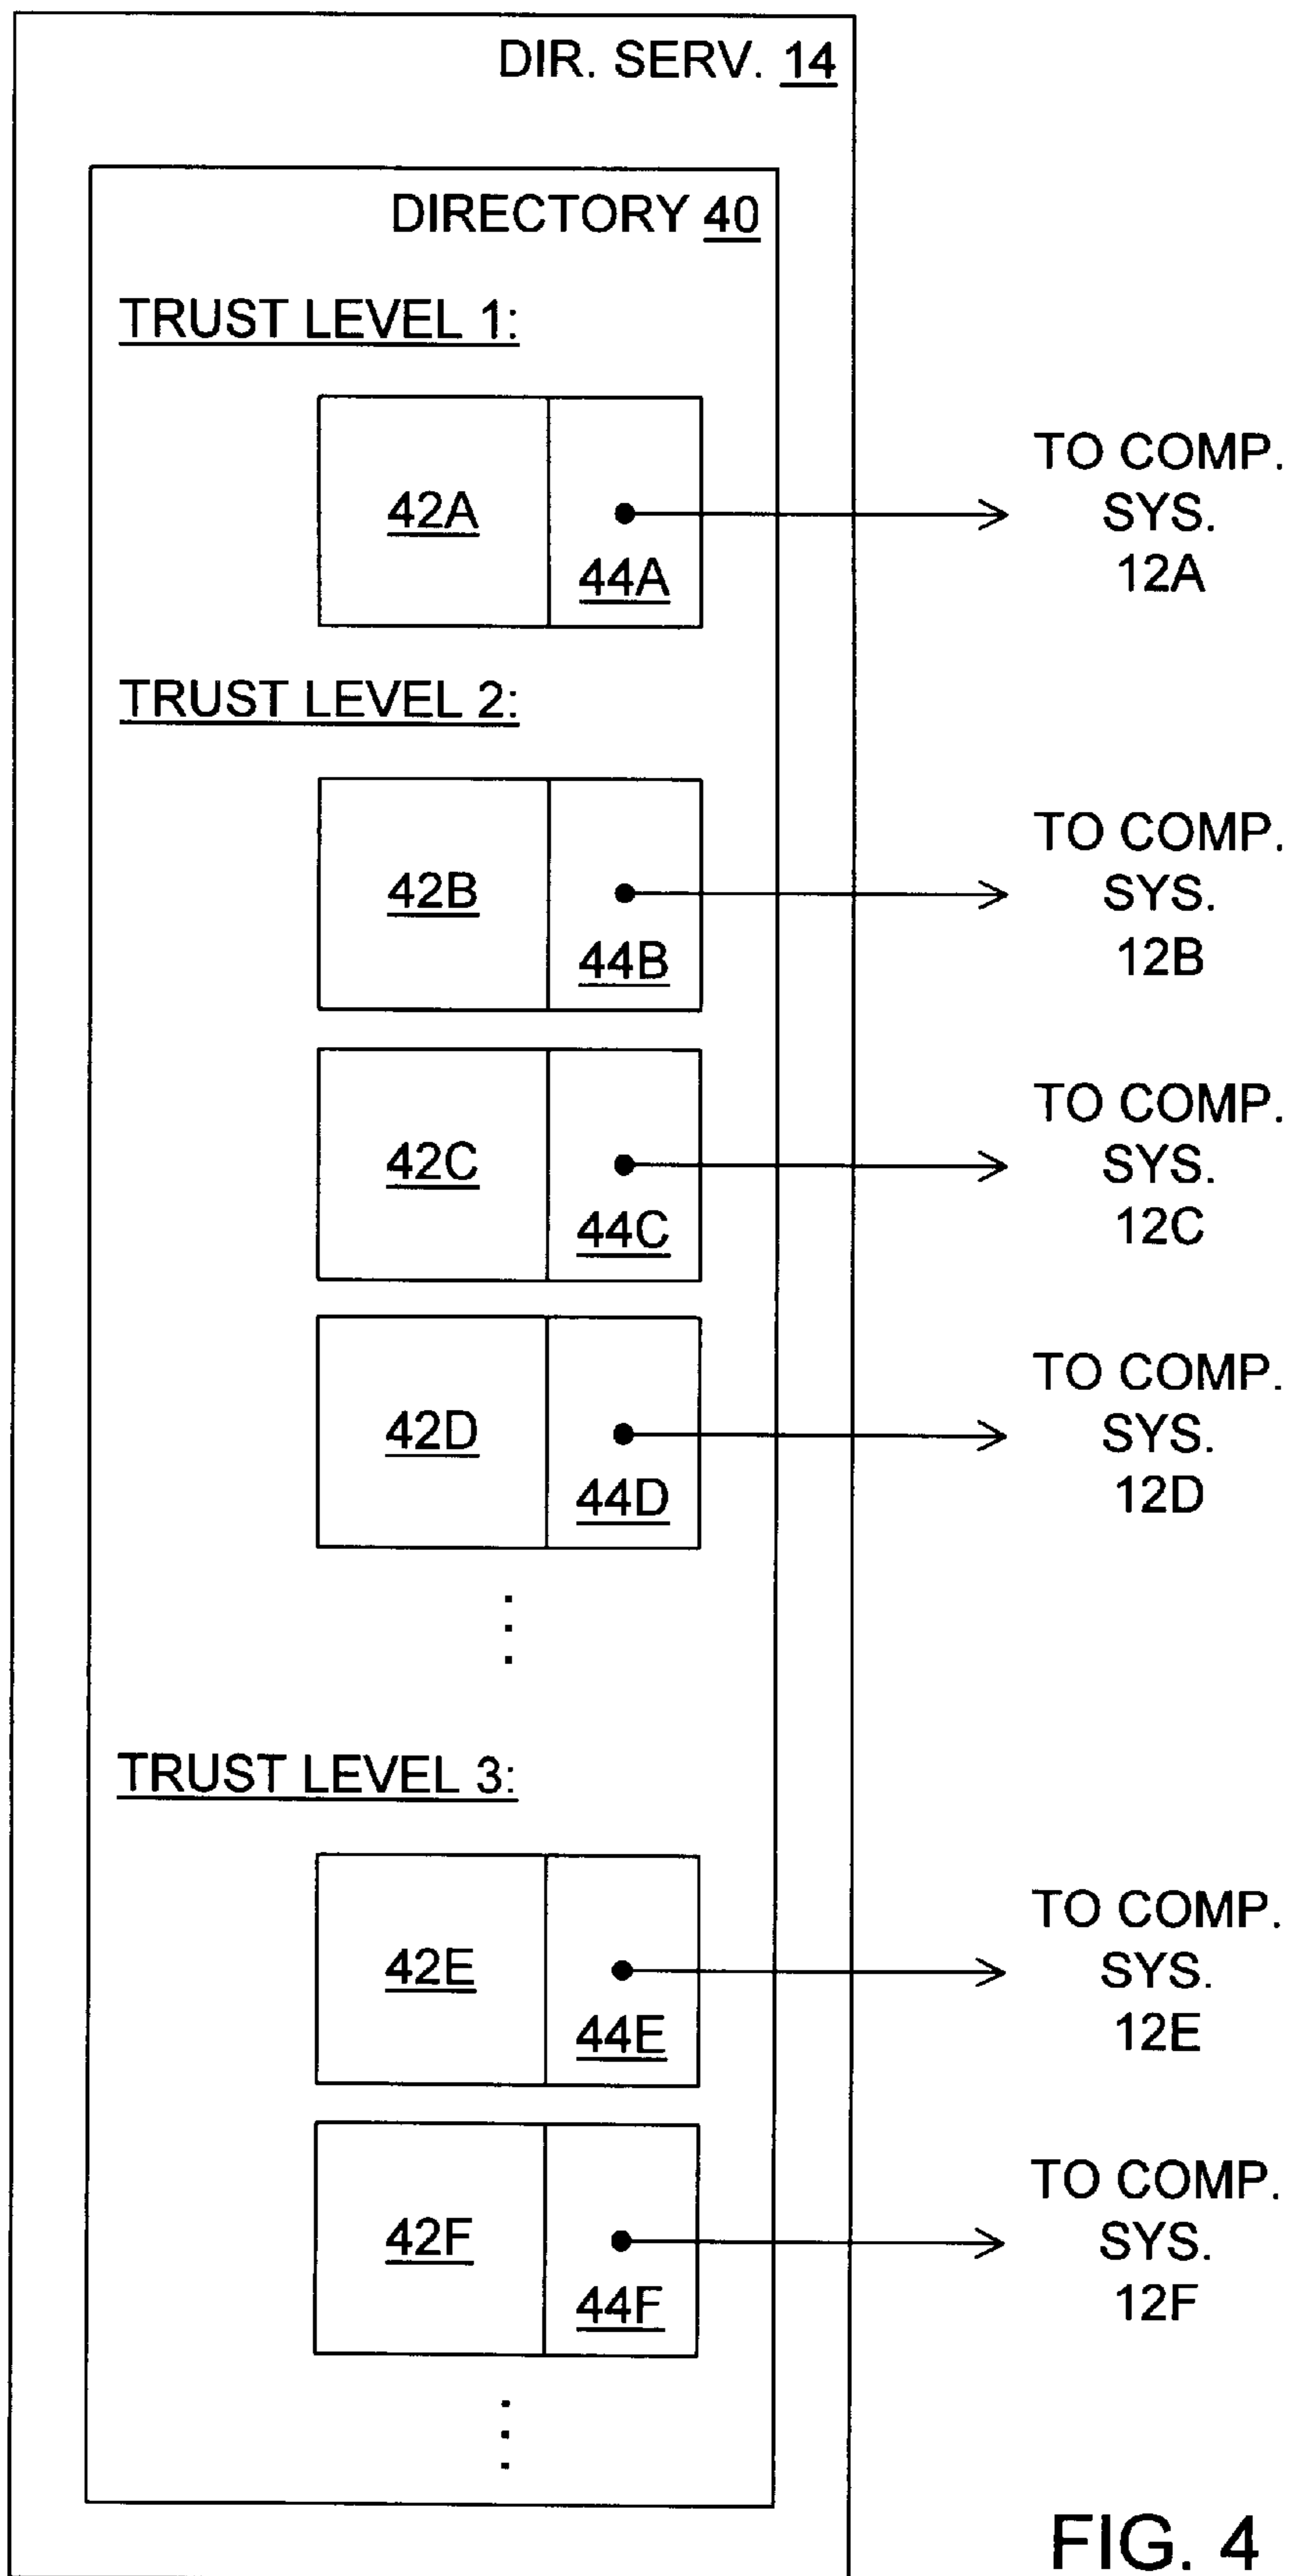 DIR. SERV. 14
DIRECTORY 40
TRUST LEVEL 1:
42A
44A
TO COMP.
SYS.
12A
TRUST LEVEL 2:
42B
44B
TO COMP.
SYS.
12B
42C
44C
TO COMP.
SYS.
12C
42D
44D
TO COMP.
SYS.
12D
TRUST LEVEL 3:
42E
44E
TO COMP.
SYS.
12E
42F
44F
TO COMP.
SYS.
12F
FIG. 4